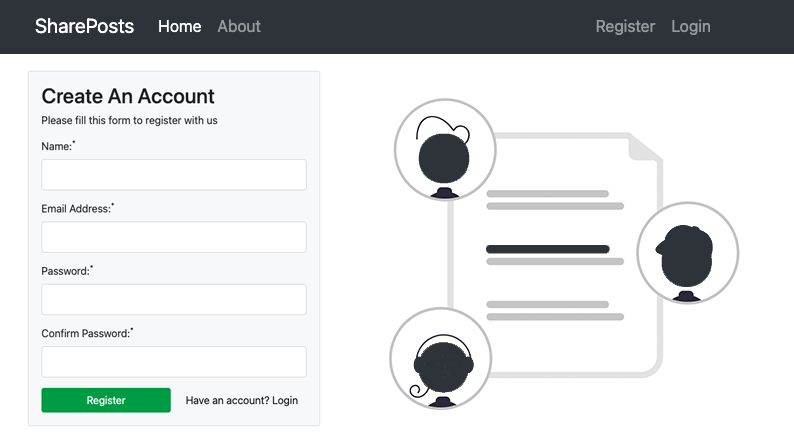 SharePosts Home About Register Login
Create An Account
Please fill this form to register with us
Name:*
Email Address:*
Password:*
Confirm Password:*
Register Have an account? Login